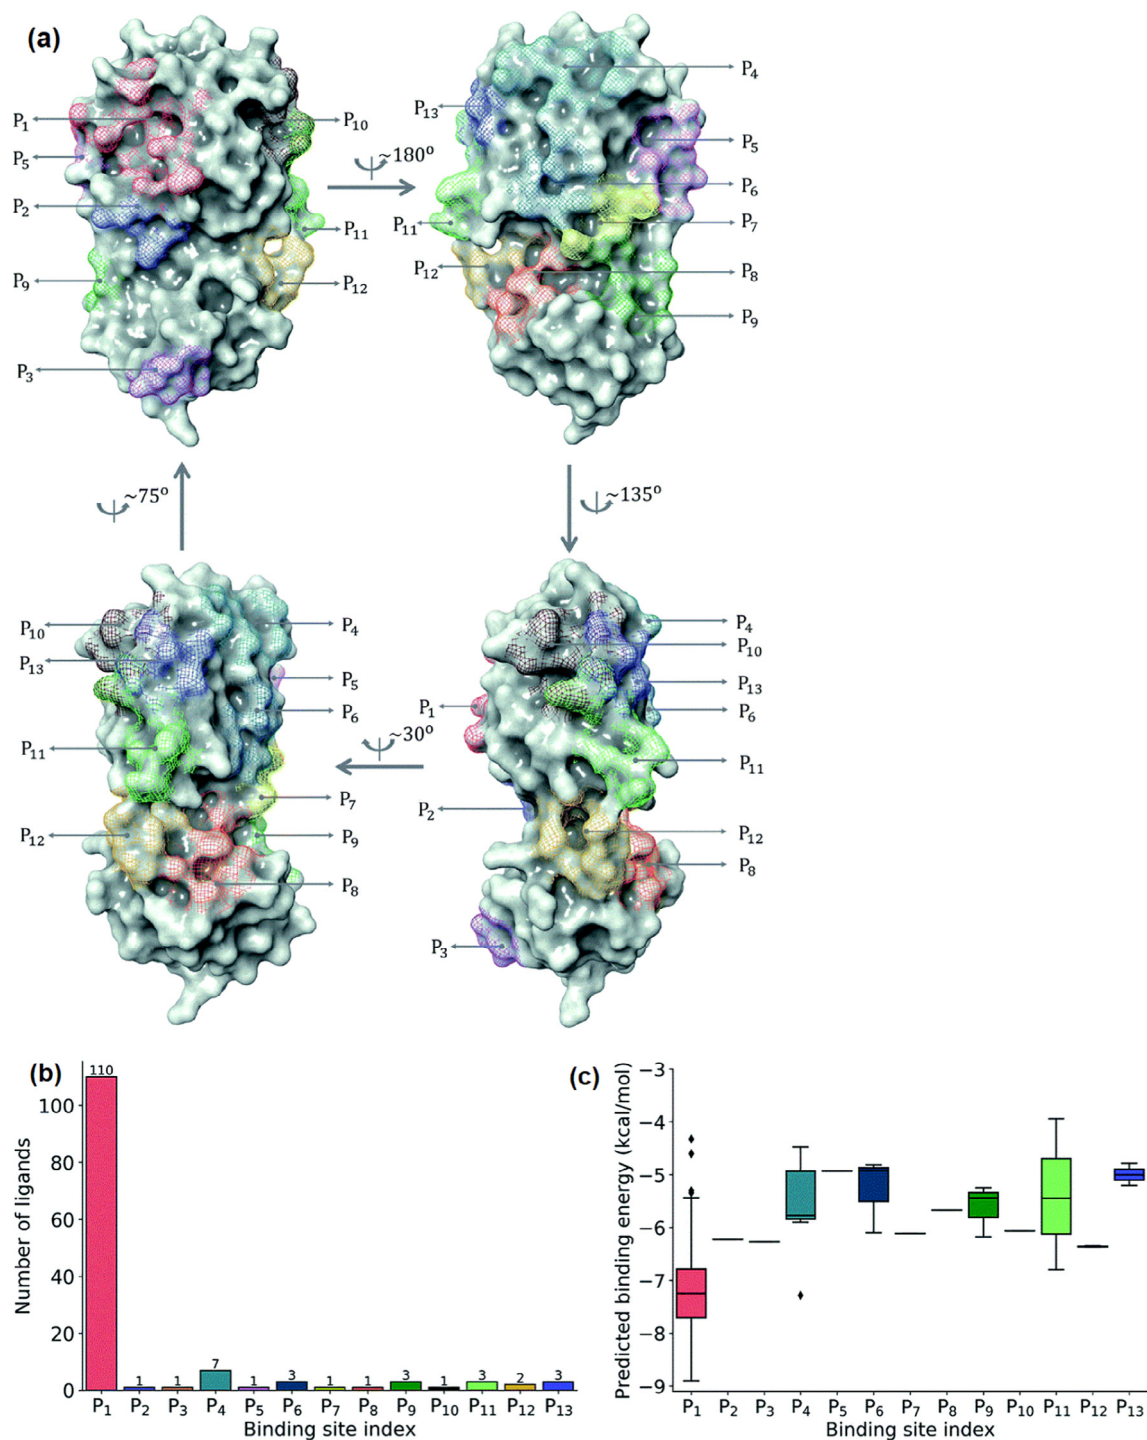 (a)
P₁
P₅
P₂
P₉
P₃
P₁₀
P₁₁
P₁₂
~180°
P₁₃
P₁₁
P₁₂
P₄
P₅
P₆
P₇
P₈
P₉
~75°
~135°
P₁₀
P₁₃
P₁₁
P₁₂
P₄
P₅
P₆
P₇
P₉
P₈
~30°
P₁
P₂
P₃
P₄
P₁₀
P₁₃
P₆
P₁₁
P₁₂
P₈
(b)
Number of ligands
100
80
60
40
20
0
110
1
1
7
1
3
1
1
3
1
3
2
3
P₁ P₂ P₃ P₄ P₅ P₆ P₇ P₈ P₉ P₁₀ P₁₁ P₁₂ P₁₃
Binding site index
(c)
Predicted binding energy (kcal/mol)
−3
−4
−5
−6
−7
−8
−9
P₁ P₂ P₃ P₄ P₅ P₆ P₇ P₈ P₉ P₁₀ P₁₁ P₁₂ P₁₃
Binding site index